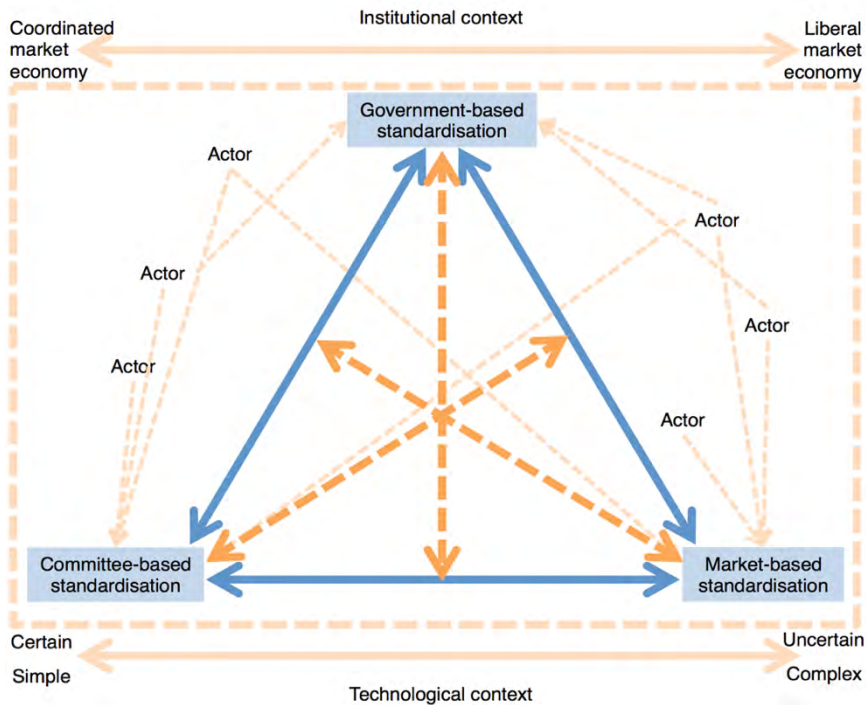 Coordinated
market
economy
Institutional context
Liberal
market
economy
Government-based
standardisation
Actor
Actor
Actor
Actor
Actor
Actor
Committee-based
standardisation
Market-based
standardisation
Certain
Simple
Uncertain
Complex
Technological context